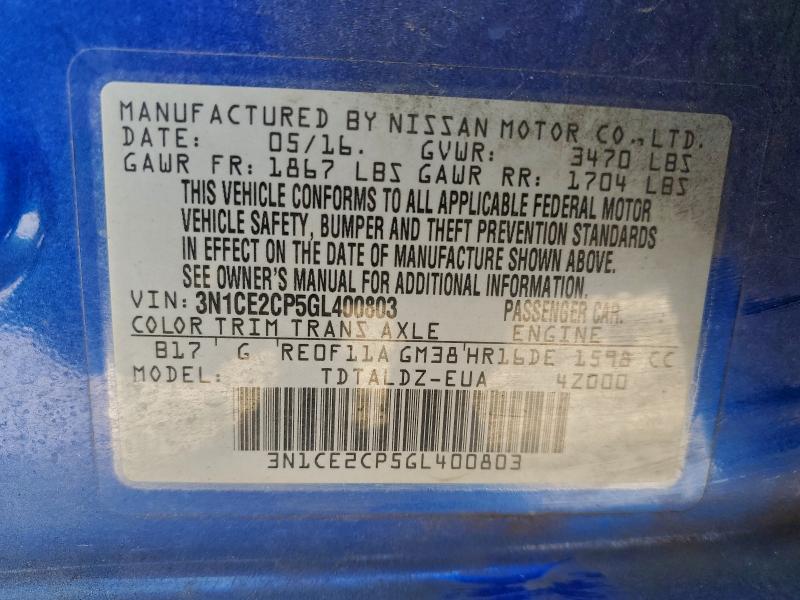 MANUFACTURED BY NISSAN MOTOR CO., LTD.
DATE: 05/16. GVWR: 3470 LBS
GAWR FR: 1867 LBS GAWR RR: 1704 LBS
THIS VEHICLE CONFORMS TO ALL APPLICABLE FEDERAL MOTOR
VEHICLE SAFETY, BUMPER AND THEFT PREVENTION STANDARDS
IN EFFECT ON THE DATE OF MANUFACTURE SHOWN ABOVE.
SEE OWNER'S MANUAL FOR ADDITIONAL INFORMATION.
VIN: 3N1CE2CP5GL400803 PASSENGER CAR.
COLOR TRIM TRANS AXLE ENGINE
B17 ' G ' RE0F11A GM38 ' HR16DE 1598 CC
MODEL: TDTALDZ-EUA 4Z000
3N1CE2CP5GL400803